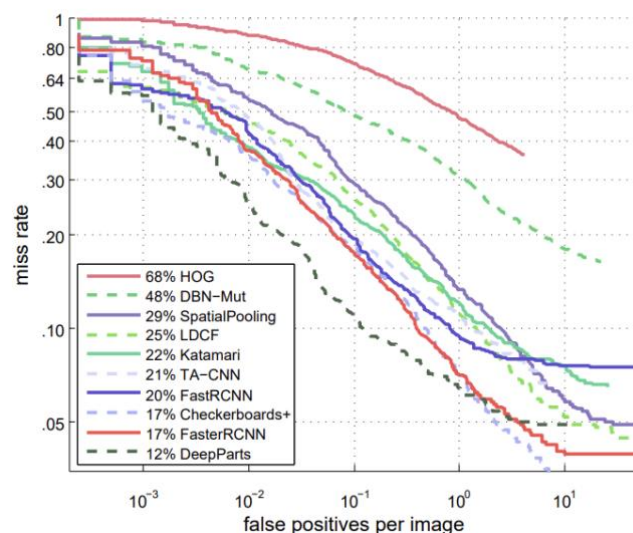 1
.80
.64
.50
.40
.30
.20
.10
.05
miss rate
68% HOG
48% DBN-Mut
29% SpatialPooling
25% LDCF
22% Katamari
21% TA-CNN
20% FastRCNN
17% Checkerboards+
17% FasterRCNN
12% DeepParts
10⁻³ 10⁻² 10⁻¹ 10⁰ 10¹
false positives per image